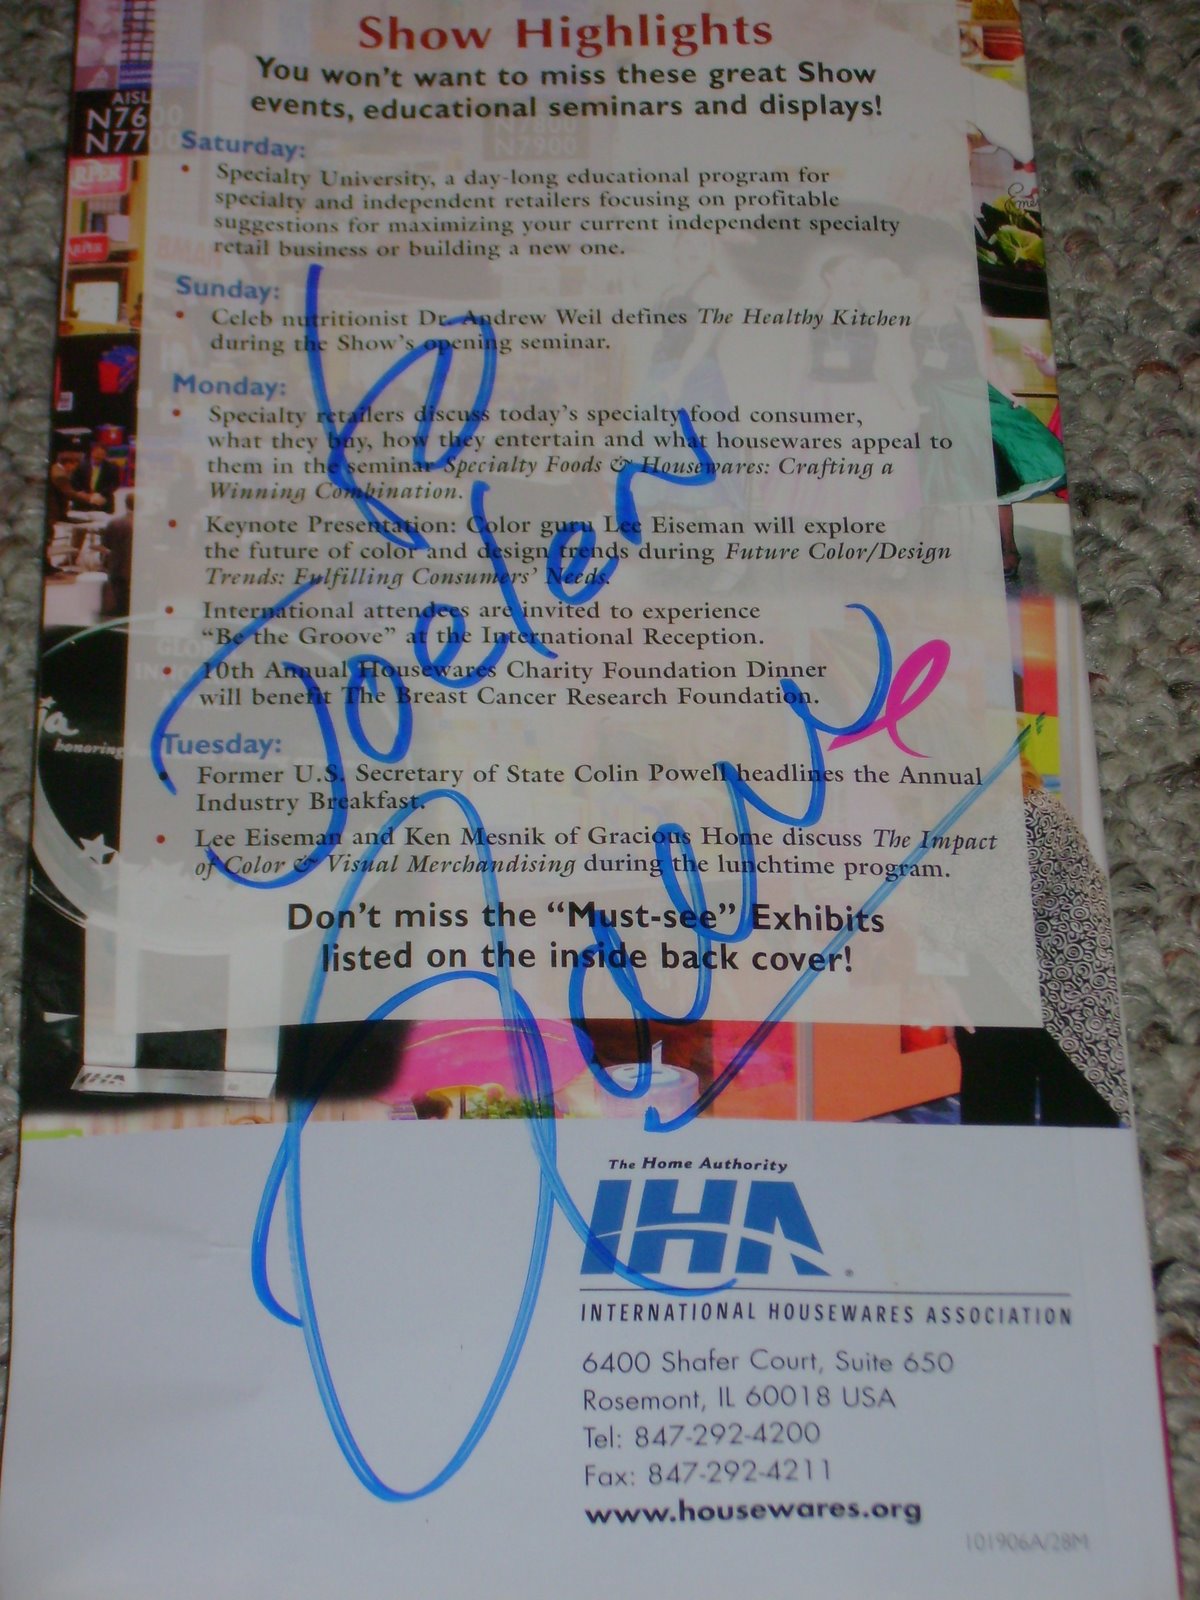 Show Highlights
You won't want to miss these great Show
events, educational seminars and displays!
AISL
N7600
N7700
N7800
N7900
Saturday:
• Specialty University, a day-long educational program for
specialty and independent retailers focusing on profitable
suggestions for maximizing your current independent specialty
retail business or building a new one.
Sunday:
• Celeb nutritionist Dr. Andrew Weil defines The Healthy Kitchen
during the Show's opening seminar.
Monday:
• Specialty retailers discuss today's specialty food consumer,
what they buy, how they entertain and what housewares appeal to
them in the seminar Specialty Foods & Housewares: Crafting a
Winning Combination.
• Keynote Presentation: Color guru Lee Eiseman will explore
the future of color and design trends during Future Color/Design
Trends: Fulfilling Consumers' Needs.
• International attendees are invited to experience
"Be the Groove" at the International Reception.
• 10th Annual Housewares Charity Foundation Dinner
will benefit The Breast Cancer Research Foundation.
Tuesday:
• Former U.S. Secretary of State Colin Powell headlines the Annual
Industry Breakfast.
• Lee Eiseman and Ken Mesnik of Gracious Home discuss The Impact
of Color & Visual Merchandising during the lunchtime program.
Don't miss the "Must-see" Exhibits
listed on the inside back cover!
honoring
To
Joelen
The Home Authority
IHA®
INTERNATIONAL HOUSEWARES ASSOCIATION
6400 Shafer Court, Suite 650
Rosemont, IL 60018 USA
Tel: 847-292-4200
Fax: 847-292-4211
www.housewares.org
101906A/28M